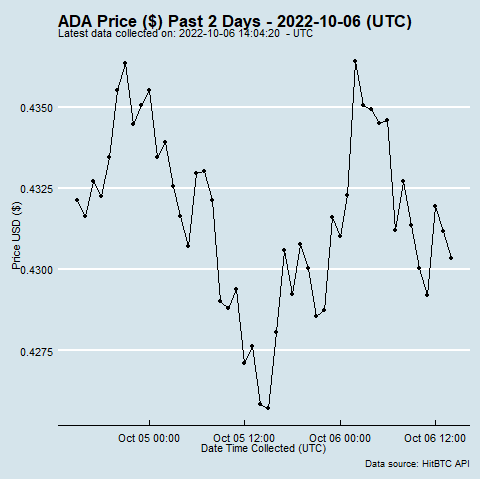 ADA Price ($) Past 2 Days - 2022-10-06 (UTC)
Latest data collected on: 2022-10-06 14:04:20  - UTC
Price USD ($)
0.4350
0.4325
0.4300
0.4275
Oct 05 00:00 Oct 05 12:00 Oct 06 00:00 Oct 06 12:00
Date Time Collected (UTC)
Data source: HitBTC API